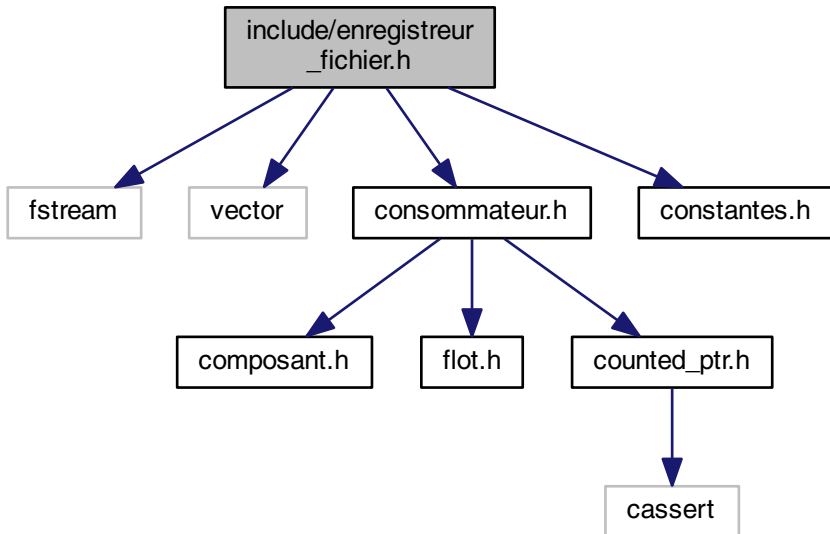 include/enregistreur
_fichier.h
fstream
vector
consommateur.h
constantes.h
composant.h
flot.h
counted_ptr.h
cassert